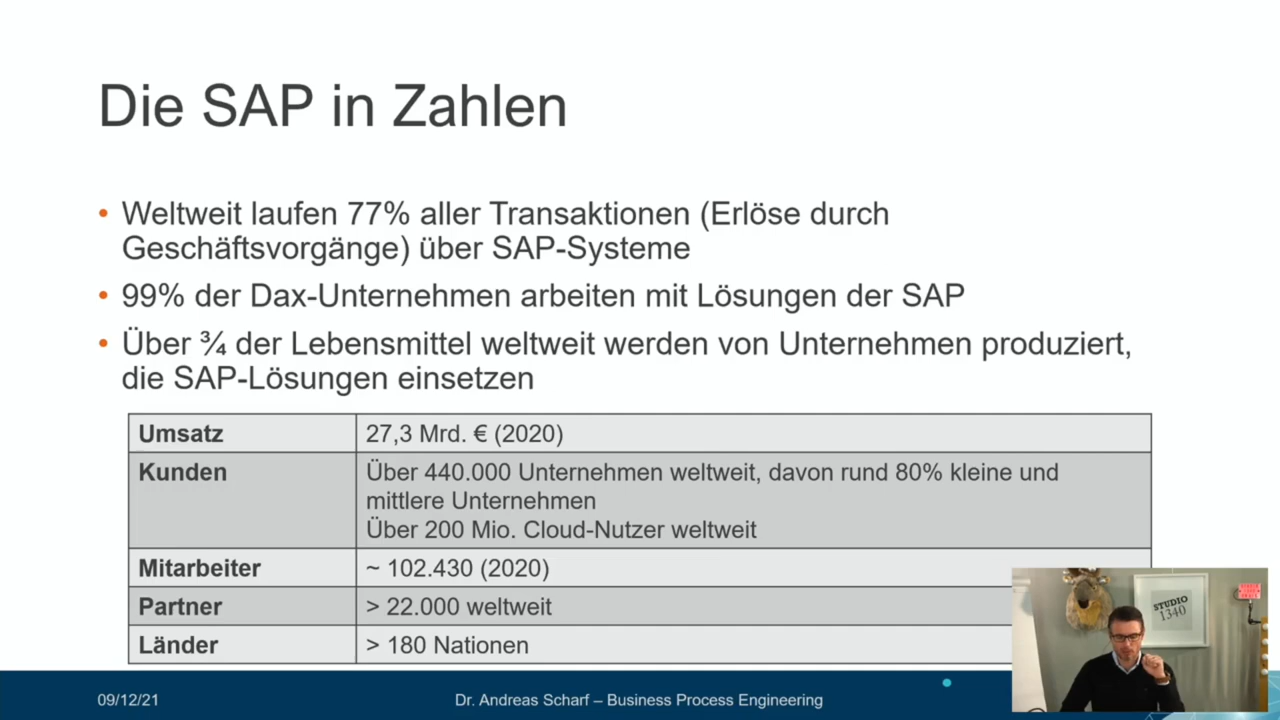 Die SAP in Zahlen
• Weltweit laufen 77% aller Transaktionen (Erlöse durch
Geschäftsvorgänge) über SAP-Systeme
• 99% der Dax-Unternehmen arbeiten mit Lösungen der SAP
• Über ¾ der Lebensmittel weltweit werden von Unternehmen produziert,
die SAP-Lösungen einsetzen
Umsatz 27,3 Mrd. € (2020)
Kunden Über 440.000 Unternehmen weltweit, davon rund 80% kleine und
mittlere Unternehmen
Über 200 Mio. Cloud-Nutzer weltweit
Mitarbeiter ~ 102.430 (2020)
Partner > 22.000 weltweit
Länder > 180 Nationen
STUDIO
1340
09/12/21
Dr. Andreas Scharf – Business Process Engineering